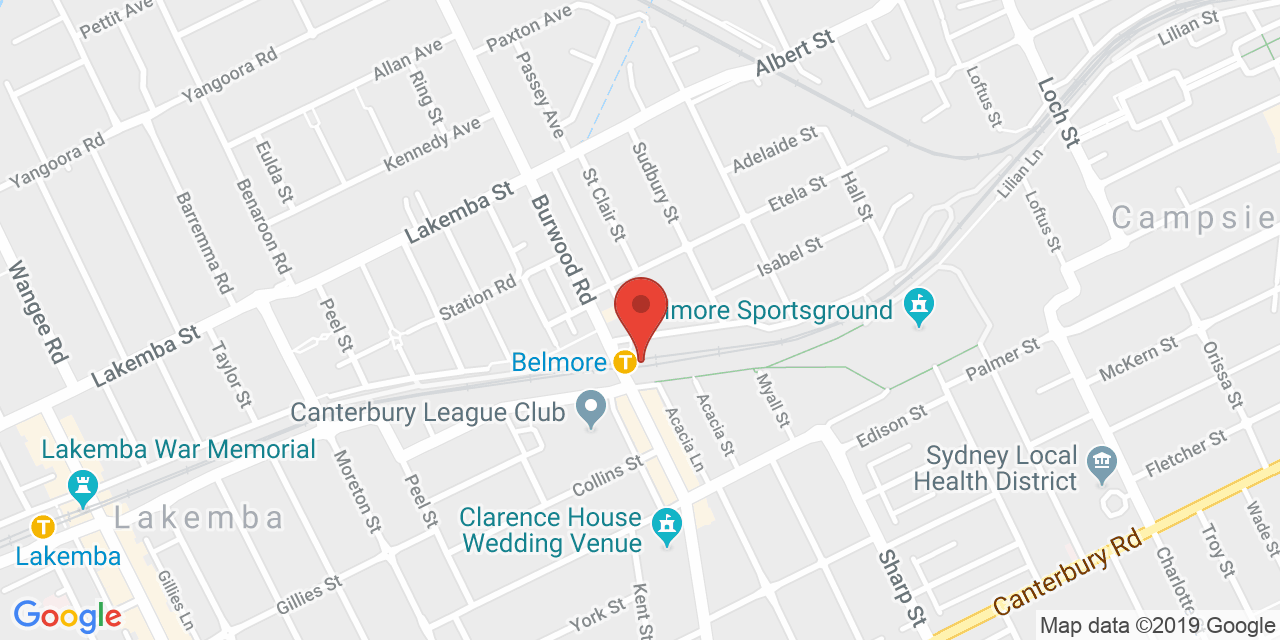 Pettit Ave
Paxton Ave
Lilian St
Albert St
Allan Ave
Yangoora Rd
Passey Ave
Ring St
Loftus St
Loch St
Kennedy Ave
Adelaide St
Yangoora Rd
Eulda St
Sudbury St
Lilian Ln
Etela St
Hall St
St Clair St
Lakemba St
Benaroon Rd
Barremma Rd
Burwood Rd
Loftus St
Campsie
Isabel St
Station Rd
Wangee Rd
Peel St
lmore Sportsground
Lakemba St
Belmore
T
Palmer St
McKern St
Orissa St
Taylor St
Myall St
Canterbury League Club
Acacia St
Acacia Ln
Edison St
Lakemba War Memorial
Sydney Local
Health District
Fletcher St
Collins St
Moreton St
Peel St
Lakemba
T
Lakemba
Clarence House
Wedding Venue
Wade St
Troy St
Canterbury Rd
Sharp St
Charlotte
Gillies Ln
Gillies St
York St
Kent St
Google
Map data ©2019 Google